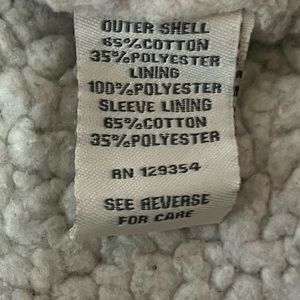 OUTER SHELL
65%COTTON
35%POLYESTER
LINING
100%POLYESTER
SLEEVE LINING
65%COTTON
35%POLYESTER
RN 129354
SEE REVERSE
FOR CARE